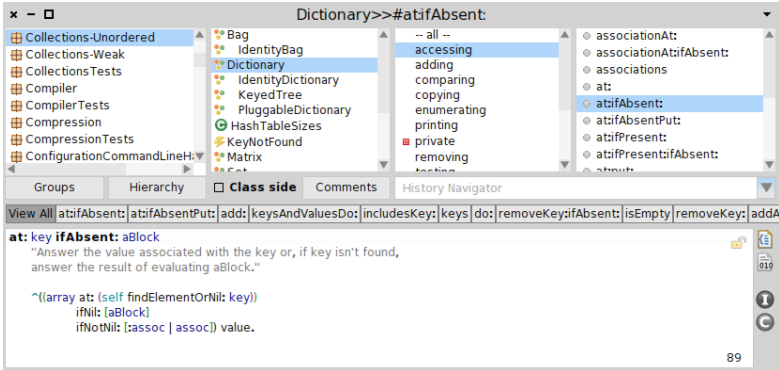 Dictionary>>#at:ifAbsent:
Collections-Unordered
Collections-Weak
CollectionsTests
Compiler
CompilerTests
Compression
CompressionTests
Bag
IdentityBag
Dictionary
IdentityDictionary
KeyedTree
PluggableDictionary
HashTableSizes
KeyNotFound
Matrix
-- all --
accessing
adding
comparing
copying
enumerating
printing
private
removing
associationAt:
associationAt:ifAbsent:
associations
at:
at:ifAbsent:
at:ifAbsentPut:
at:ifPresent:
at:ifPresent:ifAbsent:
Groups
Hierarchy
Class side
Comments
History Navigator
View All at:ifAbsent: at:ifAbsentPut: add: keysAndValuesDo: includesKey: keys do: removeKey:ifAbsent: isEmpty removeKey: addA
at: key ifAbsent: aBlock
"Answer the value associated with the key or, if key isn't found,
answer the result of evaluating aBlock."
^((array at: (self findElementOrNil: key))
ifNil: [aBlock]
ifNotNil: [:assoc | assoc]) value.
010
I
C
89